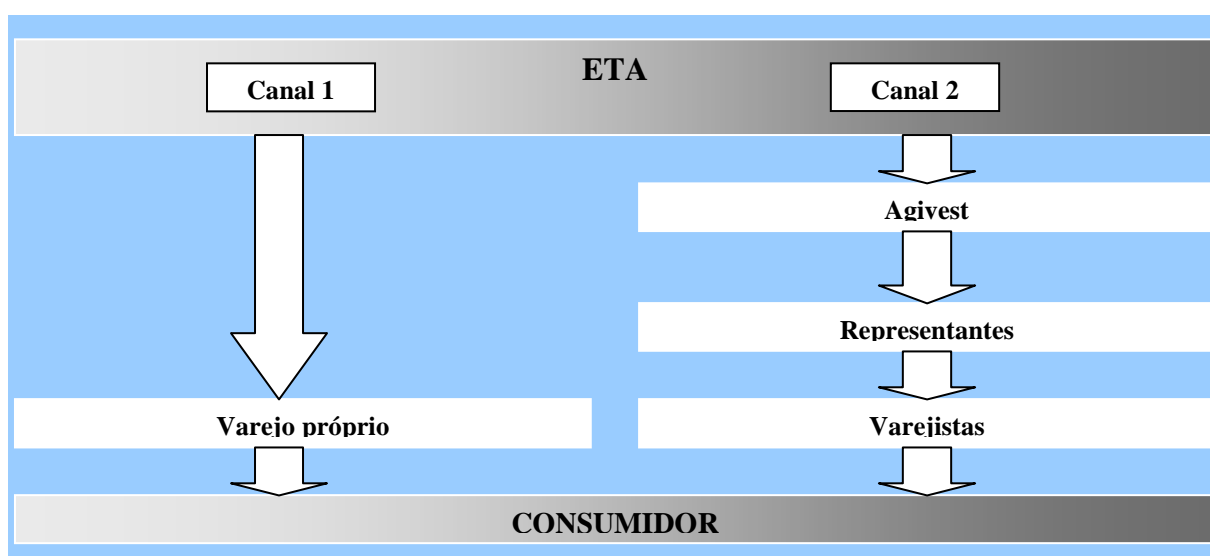 ETA
Canal 1
Canal 2
Agivest
Representantes
Varejo próprio
Varejistas
CONSUMIDOR